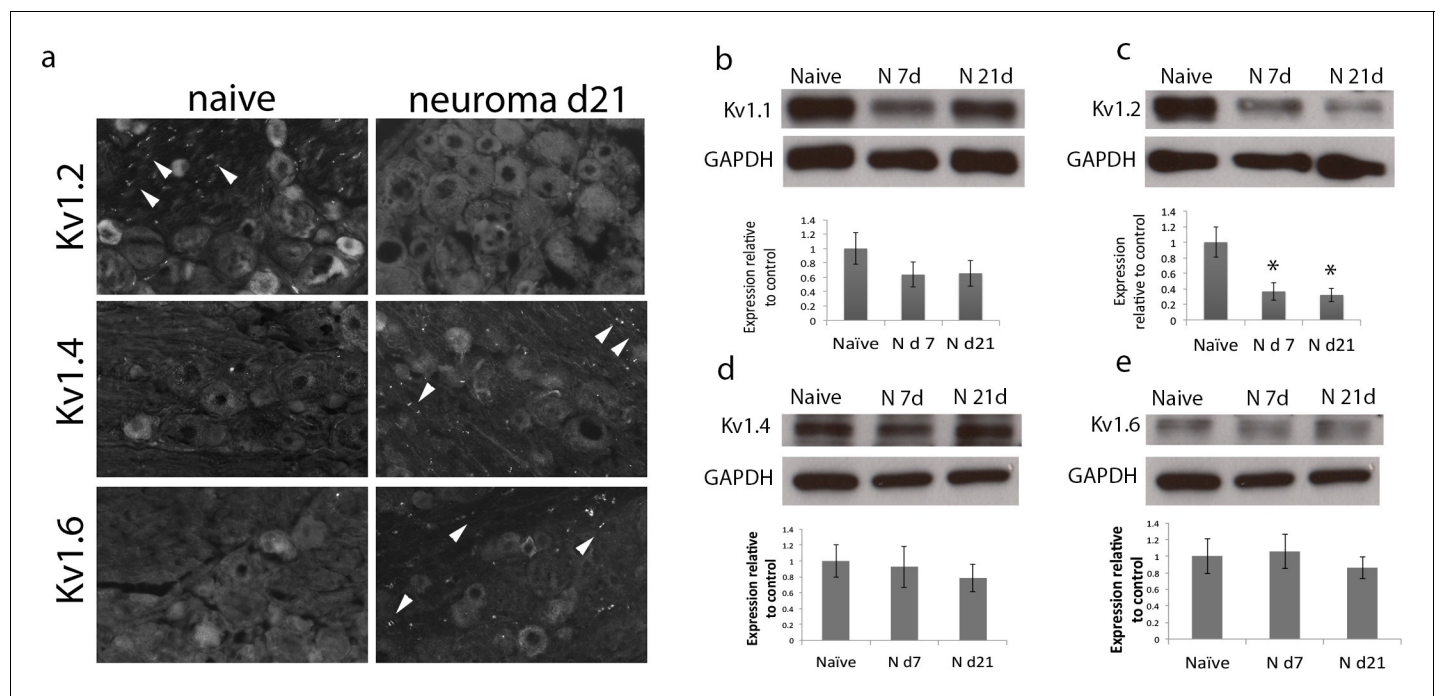 a
naive neuroma d21
Kv1.2
Kv1.4
Kv1.6
b
Naive N 7d N 21d
Kv1.1
GAPDH
Expression relative
to control
1.4
1.2
1
0.8
0.6
0.4
0.2
0
Naïve N d 7 N d21
c
Naive N 7d N 21d
Kv1.2
GAPDH
Expression
relative to control
1.4
1.2
1
0.8
0.6
0.4
0.2
0
* *
Naïve N d 7 N d21
d
Naive N 7d N 21d
Kv1.4
GAPDH
Expression relative
to control
1.4
1.2
1
0.8
0.6
0.4
0.2
0
Naïve N d7 N d21
e
Naive N 7d N 21d
Kv1.6
GAPDH
Expression relative
to control
1.4
1.2
1
0.8
0.6
0.4
0.2
0
Naïve N d7 N d21